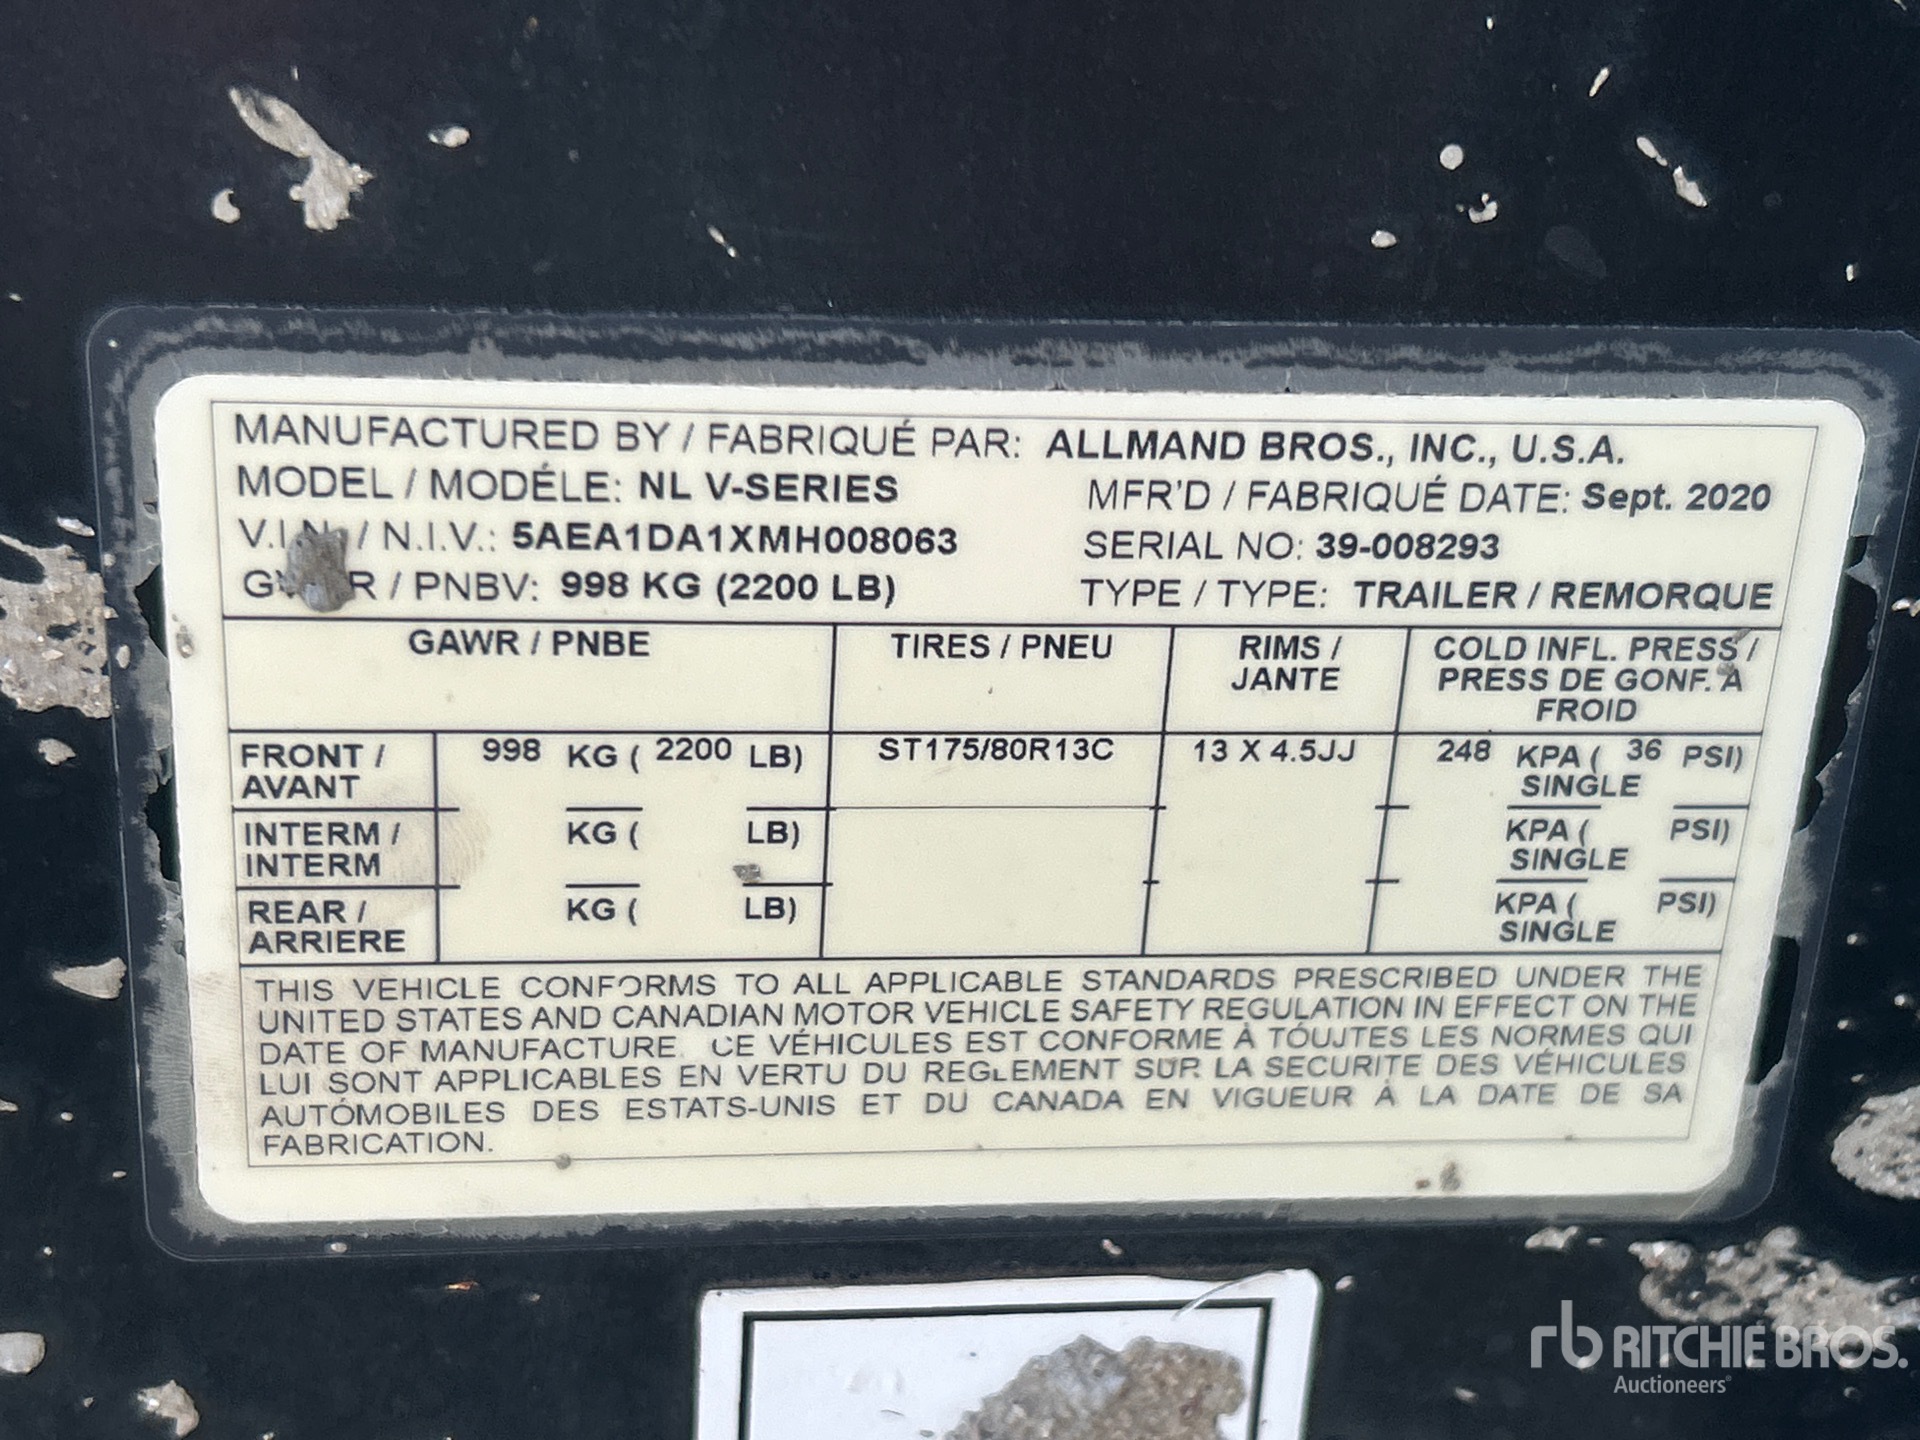 MANUFACTURED BY / FABRIQUÉ PAR: ALLMAND BROS., INC., U.S.A.
MODEL / MODÉLE: NL V-SERIES MFR'D / FABRIQUÉ DATE: Sept. 2020
V.I.N. / N.I.V.: 5AEA1DA1XMH008063 SERIAL NO: 39-008293
GVWR / PNBV: 998 KG (2200 LB) TYPE / TYPE: TRAILER / REMORQUE
GAWR / PNBE TIRES / PNEU RIMS / JANTE COLD INFL. PRESS / PRESS DE GONF. A FROID
FRONT / AVANT 998 KG ( 2200 LB) ST175/80R13C 13 X 4.5JJ 248 KPA ( 36 PSI) SINGLE
INTERM / INTERM KG ( LB) KPA ( PSI) SINGLE
REAR / ARRIERE KG ( LB) KPA ( PSI) SINGLE
THIS VEHICLE CONFORMS TO ALL APPLICABLE STANDARDS PRESCRIBED UNDER THE
UNITED STATES AND CANADIAN MOTOR VEHICLE SAFETY REGULATION IN EFFECT ON THE
DATE OF MANUFACTURE. CE VÉHICULES EST CONFORME À TÓUJTES LES NORMES QUI
LUI SONT APPLICABLES EN VERTU DU REGLEMENT SUR LA SECURITE DES VÉHICULES
AUTÓMOBILES DES ESTATS-UNIS ET DU CANADA EN VIGUEUR À LA DATE DE SA
FABRICATION.
rb RITCHIE BROS.
Auctioneers